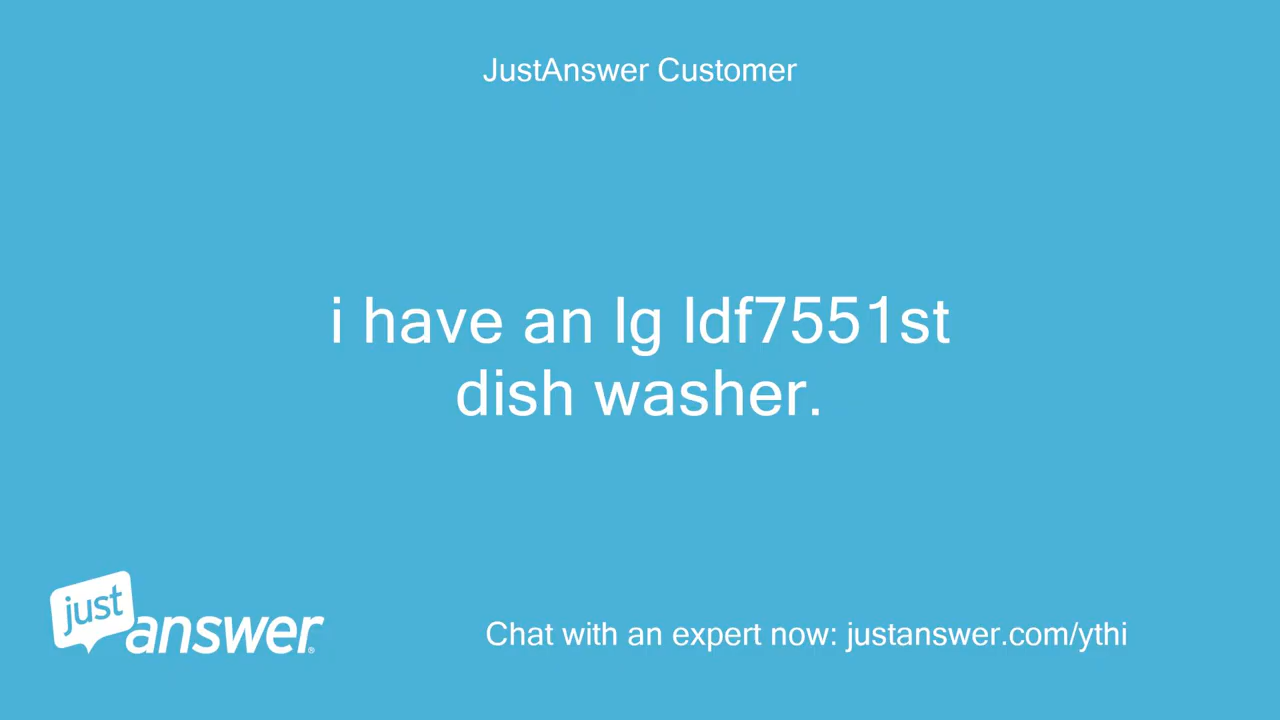 JustAnswer Customer
i have an lg ldf7551st
dish washer.
just
answer®
Chat with an expert now: justanswer.com/ythi